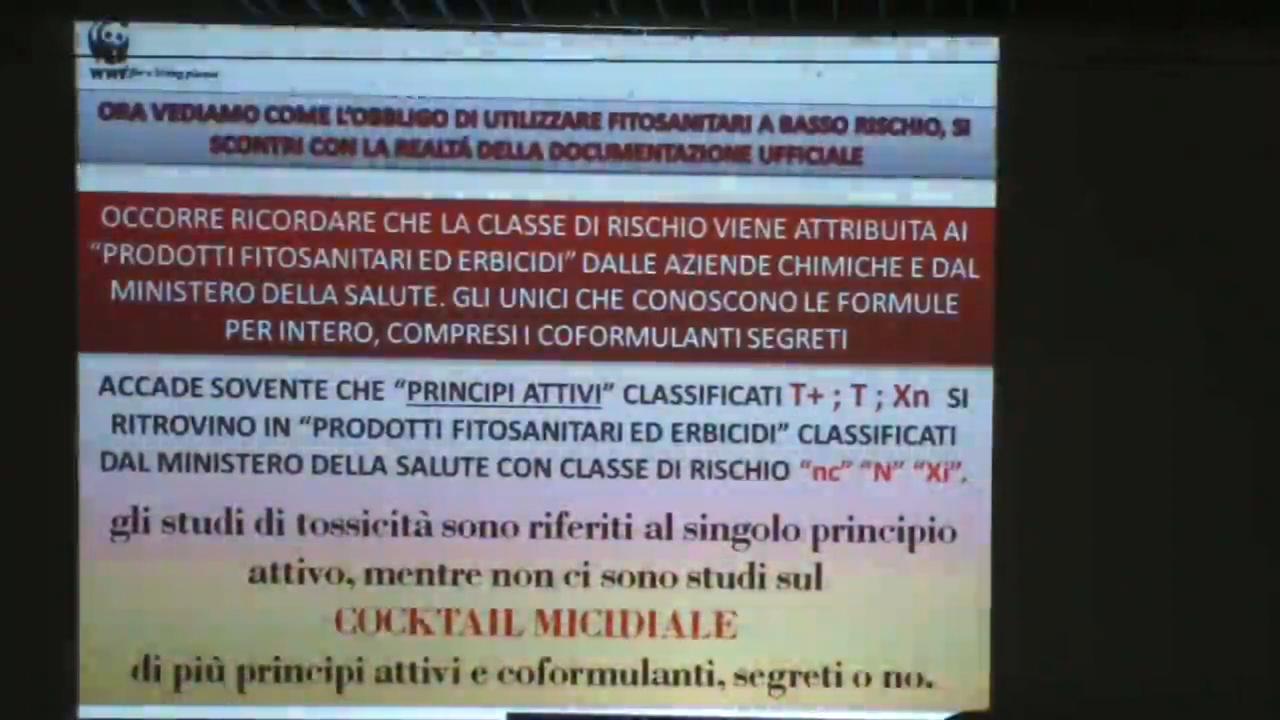 WWF for a living planet
ORA VEDIAMO COME L'OBBLIGO DI UTILIZZARE FITOSANITARI A BASSO RISCHIO, SI
SCONTRI CON LA REALTÁ DELLA DOCUMENTAZIONE UFFICIALE
OCCORRE RICORDARE CHE LA CLASSE DI RISCHIO VIENE ATTRIBUITA AI
“PRODOTTI FITOSANITARI ED ERBICIDI” DALLE AZIENDE CHIMICHE E DAL
MINISTERO DELLA SALUTE. GLI UNICI CHE CONOSCONO LE FORMULE
PER INTERO, COMPRESI I COFORMULANTI SEGRETI
ACCADE SOVENTE CHE “PRINCIPI ATTIVI” CLASSIFICATI T+ ; T ; Xn SI
RITROVINO IN “PRODOTTI FITOSANITARI ED ERBICIDI” CLASSIFICATI
DAL MINISTERO DELLA SALUTE CON CLASSE DI RISCHIO “nc” “N” “Xi”.
gli studi di tossicità sono riferiti al singolo principio
attivo, mentre non ci sono studi sul
COCKTAIL MICIDIALE
di più principi attivi e coformulanti, segreti o no.